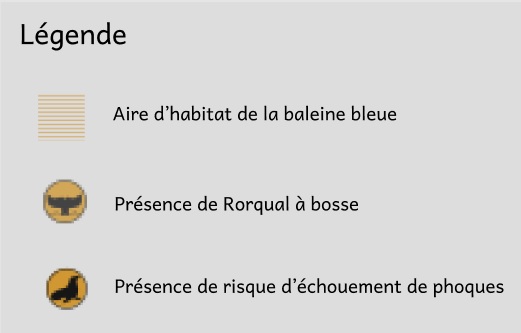 Légende
Aire d'habitat de la baleine bleue
Présence de Rorqual à bosse
Présence de risque d'échouement de phoques